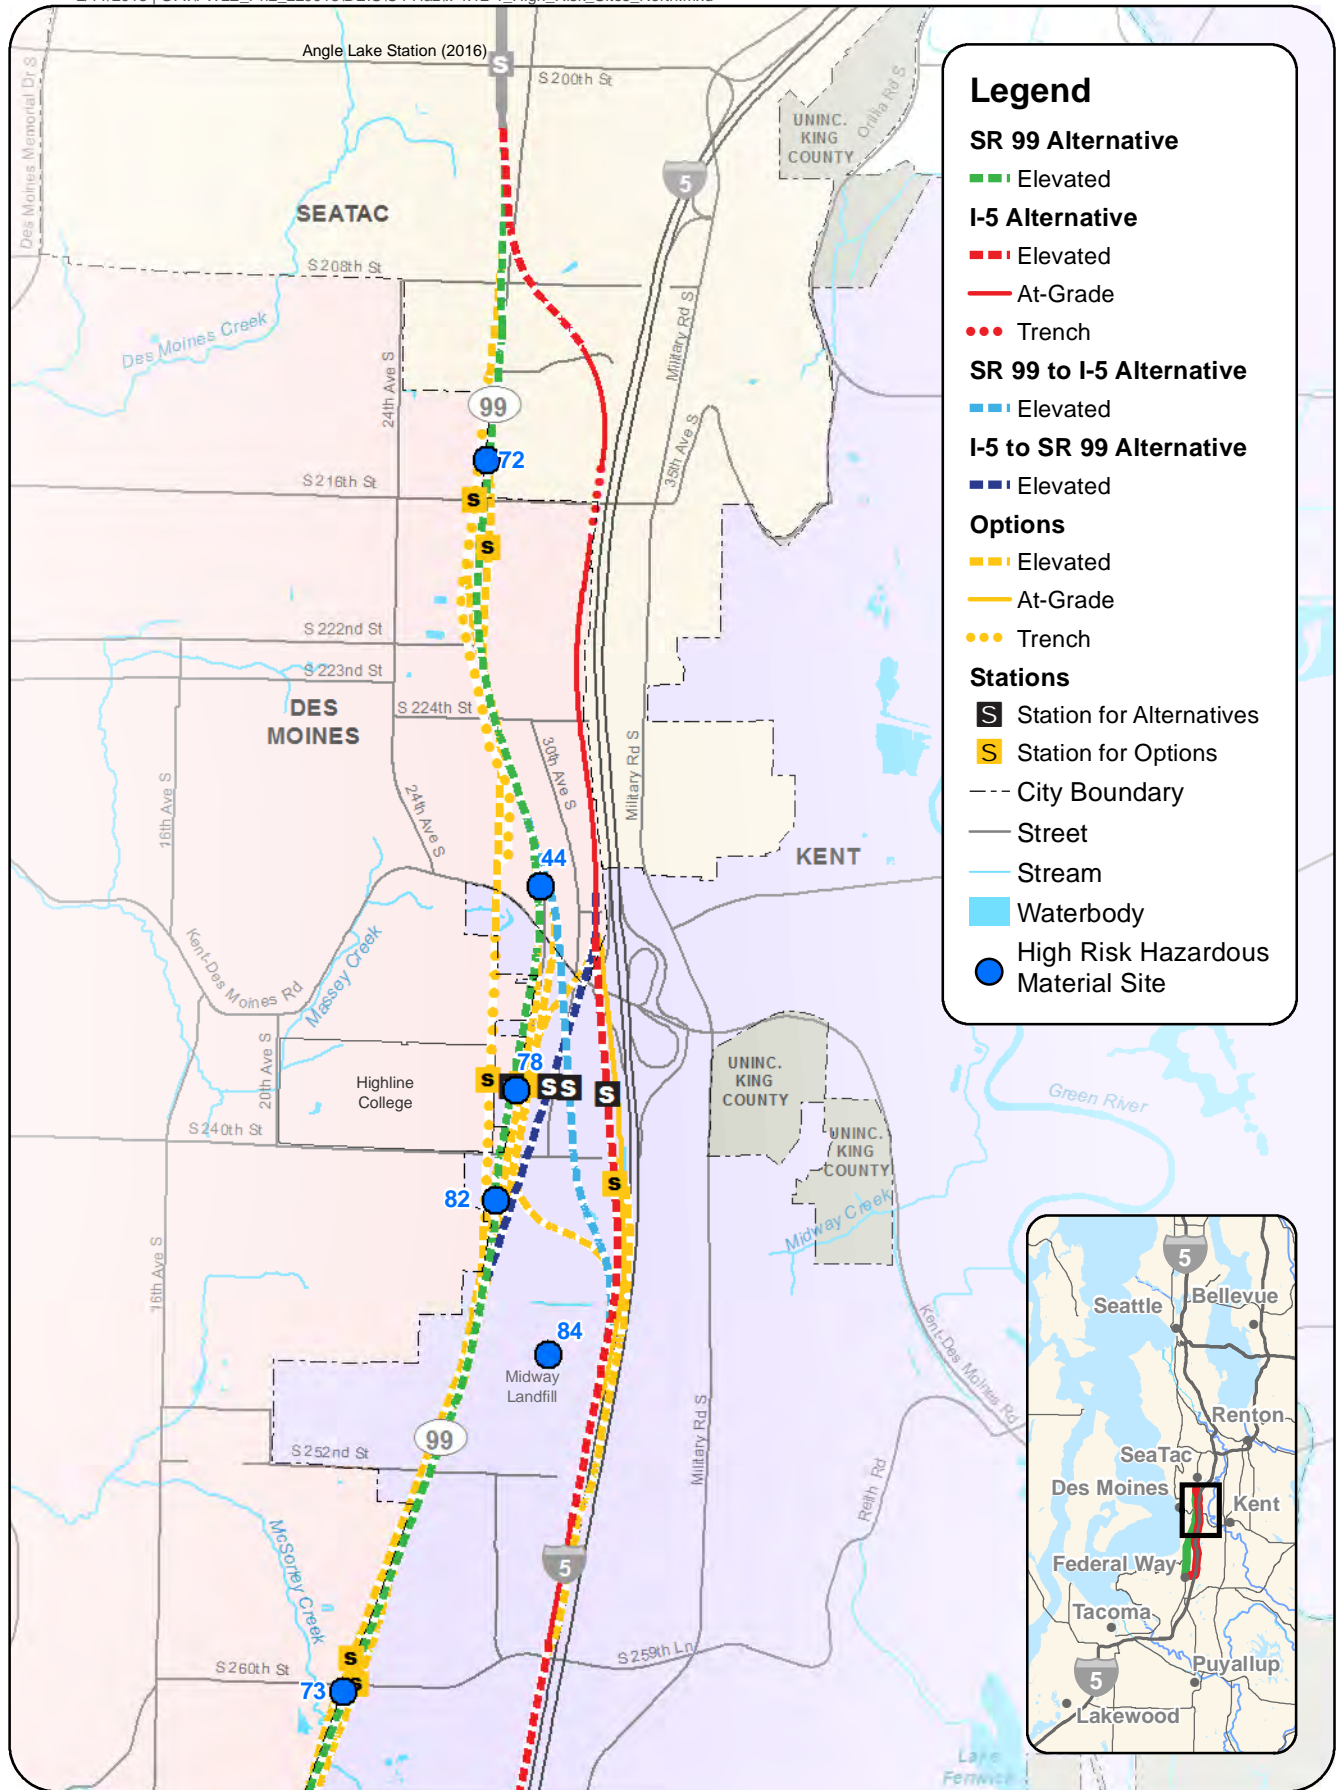 Angle Lake Station (2016)
S
S 200th St
Des Moines Memorial Dr S
UNINC.
KING
COUNTY
Orillia Rd S
5
SEATAC
S 208th St
Des Moines Creek
24th Ave S
Military Rd S
99
35th Ave S
72
S 216th St
S
S
S 222nd St
S 223rd St
DES
MOINES
S 224th St
30th Ave S
Military Rd S
16th Ave S
24th Ave S
44
KENT
Kent-Des Moines Rd
Massey Creek
20th Ave S
Highline
College
78
S
S
S
S
UNINC.
KING
COUNTY
Green River
S 240th St
UNINC.
KING
COUNTY
82
S
Midway Creek
16th Ave S
84
Midway
Landfill
Kent-Des Moines Rd
99
S 252nd St
Military Rd S
Reith Rd
5
McSorley Creek
S
S 260th St
S
73
S 259th Ln
Lake
Fenwick
Legend
SR 99 Alternative
Elevated
I-5 Alternative
Elevated
At-Grade
Trench
SR 99 to I-5 Alternative
Elevated
I-5 to SR 99 Alternative
Elevated
Options
Elevated
At-Grade
Trench
Stations
S Station for Alternatives
S Station for Options
City Boundary
Street
Stream
Waterbody
High Risk Hazardous
Material Site
5
Seattle
Bellevue
Renton
SeaTac
Des Moines
Kent
Federal Way
Tacoma
Puyallup
5
Lakewood